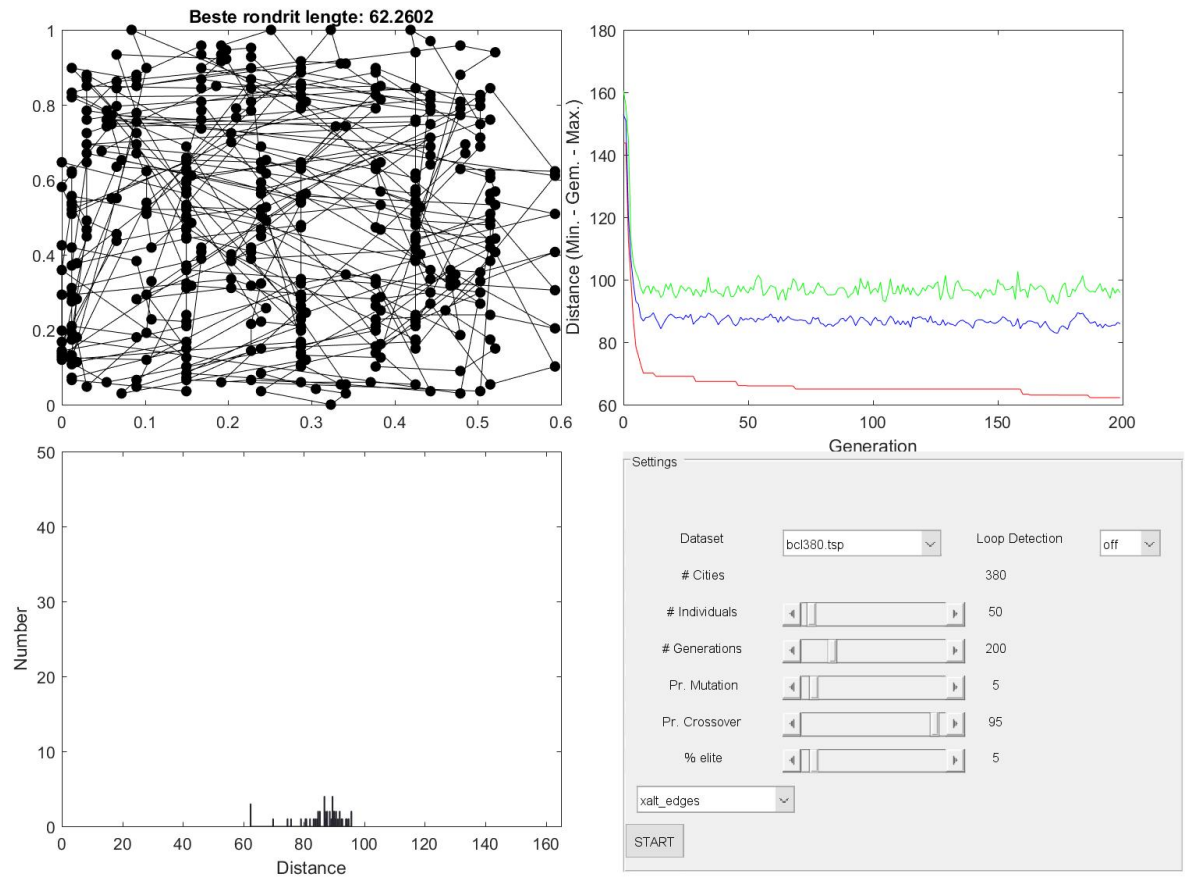 Beste rondrit lengte: 62.2602
1
0.8
0.6
0.4
0.2
0
0 0.1 0.2 0.3 0.4 0.5 0.6
180
160
140
120
100
80
60
0 50 100 150 200
Distance (Min. - Gem. - Max.)
Generation
50
40
30
20
10
0
0 20 40 60 80 100 120 140 160
Number
Distance
Settings
Dataset bcl380.tsp Loop Detection off
# Cities 380
# Individuals 50
# Generations 200
Pr. Mutation 5
Pr. Crossover 95
% elite 5
xalt_edges
START